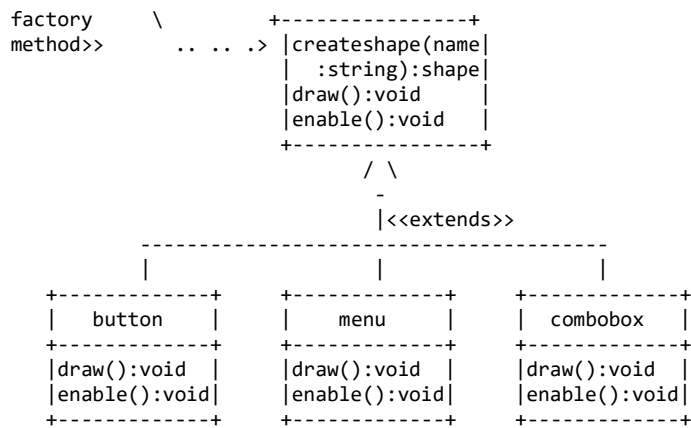 factory \ +----------------+
method>> .. .. .> |createshape(name|
| :string):shape|
|draw():void |
|enable():void |
+----------------+
/ \
-
|<<extends>>
---------------------------------------
| | |
+-------------+ +-------------+ +-------------+
| button | | menu | | combobox |
+-------------+ +-------------+ +-------------+
|draw():void | |draw():void | |draw():void |
|enable():void| |enable():void| |enable():void|
+-------------+ +-------------+ +-------------+